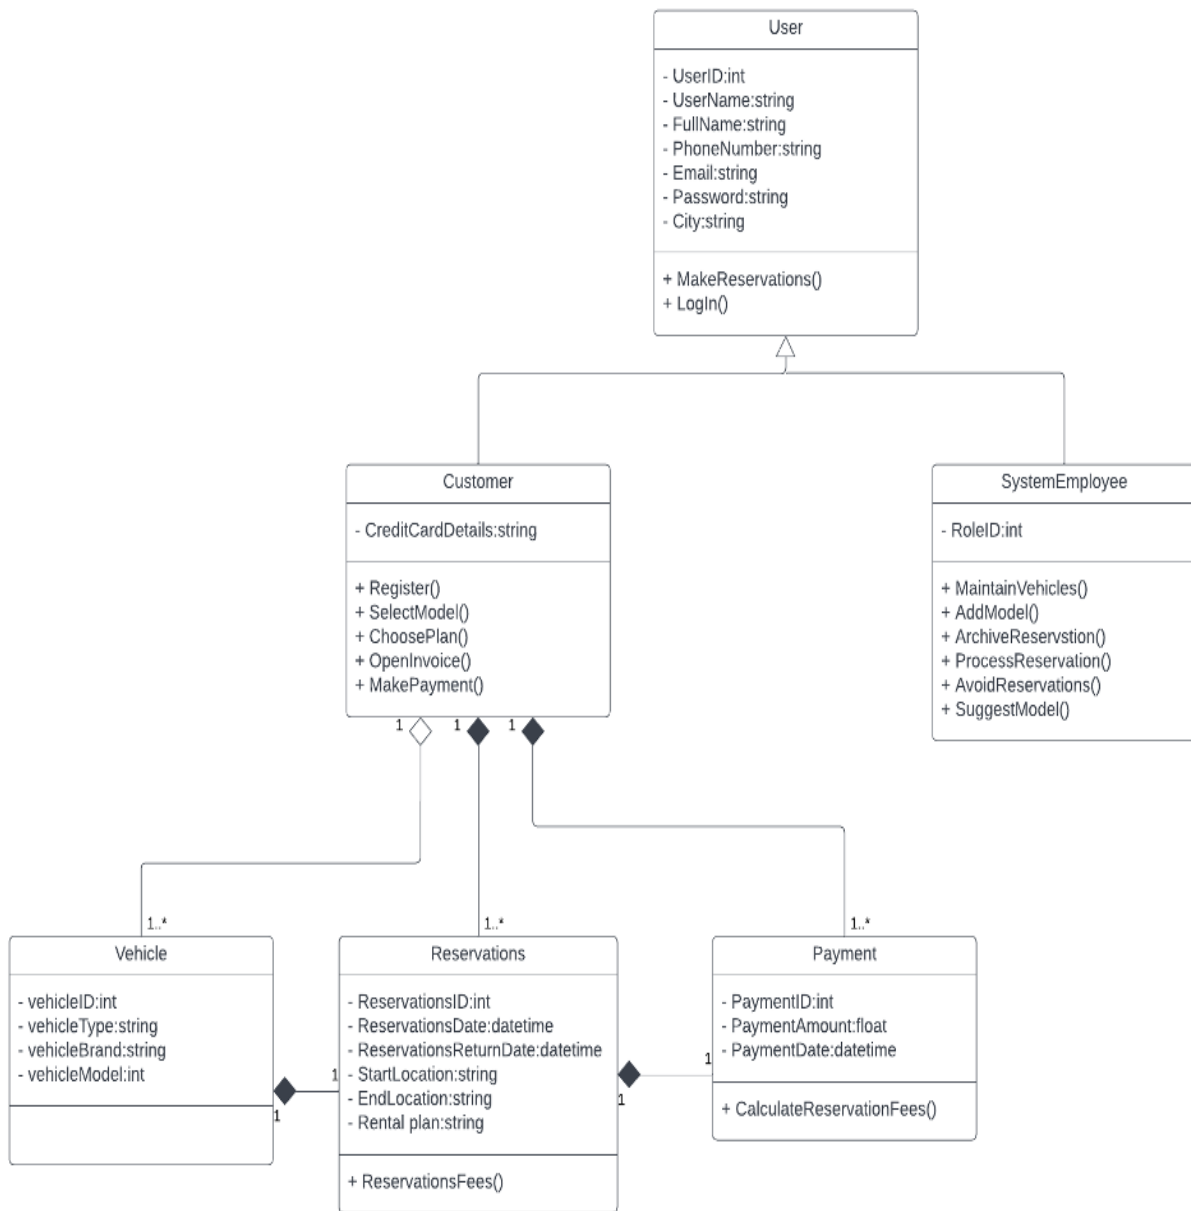 User
- UserID:int
- UserName:string
- FullName:string
- PhoneNumber:string
- Email:string
- Password:string
- City:string
+ MakeReservations()
+ LogIn()
Customer
- CreditCardDetails:string
+ Register()
+ SelectModel()
+ ChoosePlan()
+ OpenInvoice()
+ MakePayment()
SystemEmployee
- RoleID:int
+ MaintainVehicles()
+ AddModel()
+ ArchiveReservstion()
+ ProcessReservation()
+ AvoidReservations()
+ SuggestModel()
1
1
1
1..*
1..*
1..*
Vehicle
- vehicleID:int
- vehicleType:string
- vehicleBrand:string
- vehicleModel:int
1
1
Reservations
- ReservationsID:int
- ReservationsDate:datetime
- ReservationsReturnDate:datetime
- StartLocation:string
- EndLocation:string
- Rental plan:string
+ ReservationsFees()
1
1
Payment
- PaymentID:int
- PaymentAmount:float
- PaymentDate:datetime
+ CalculateReservationFees()